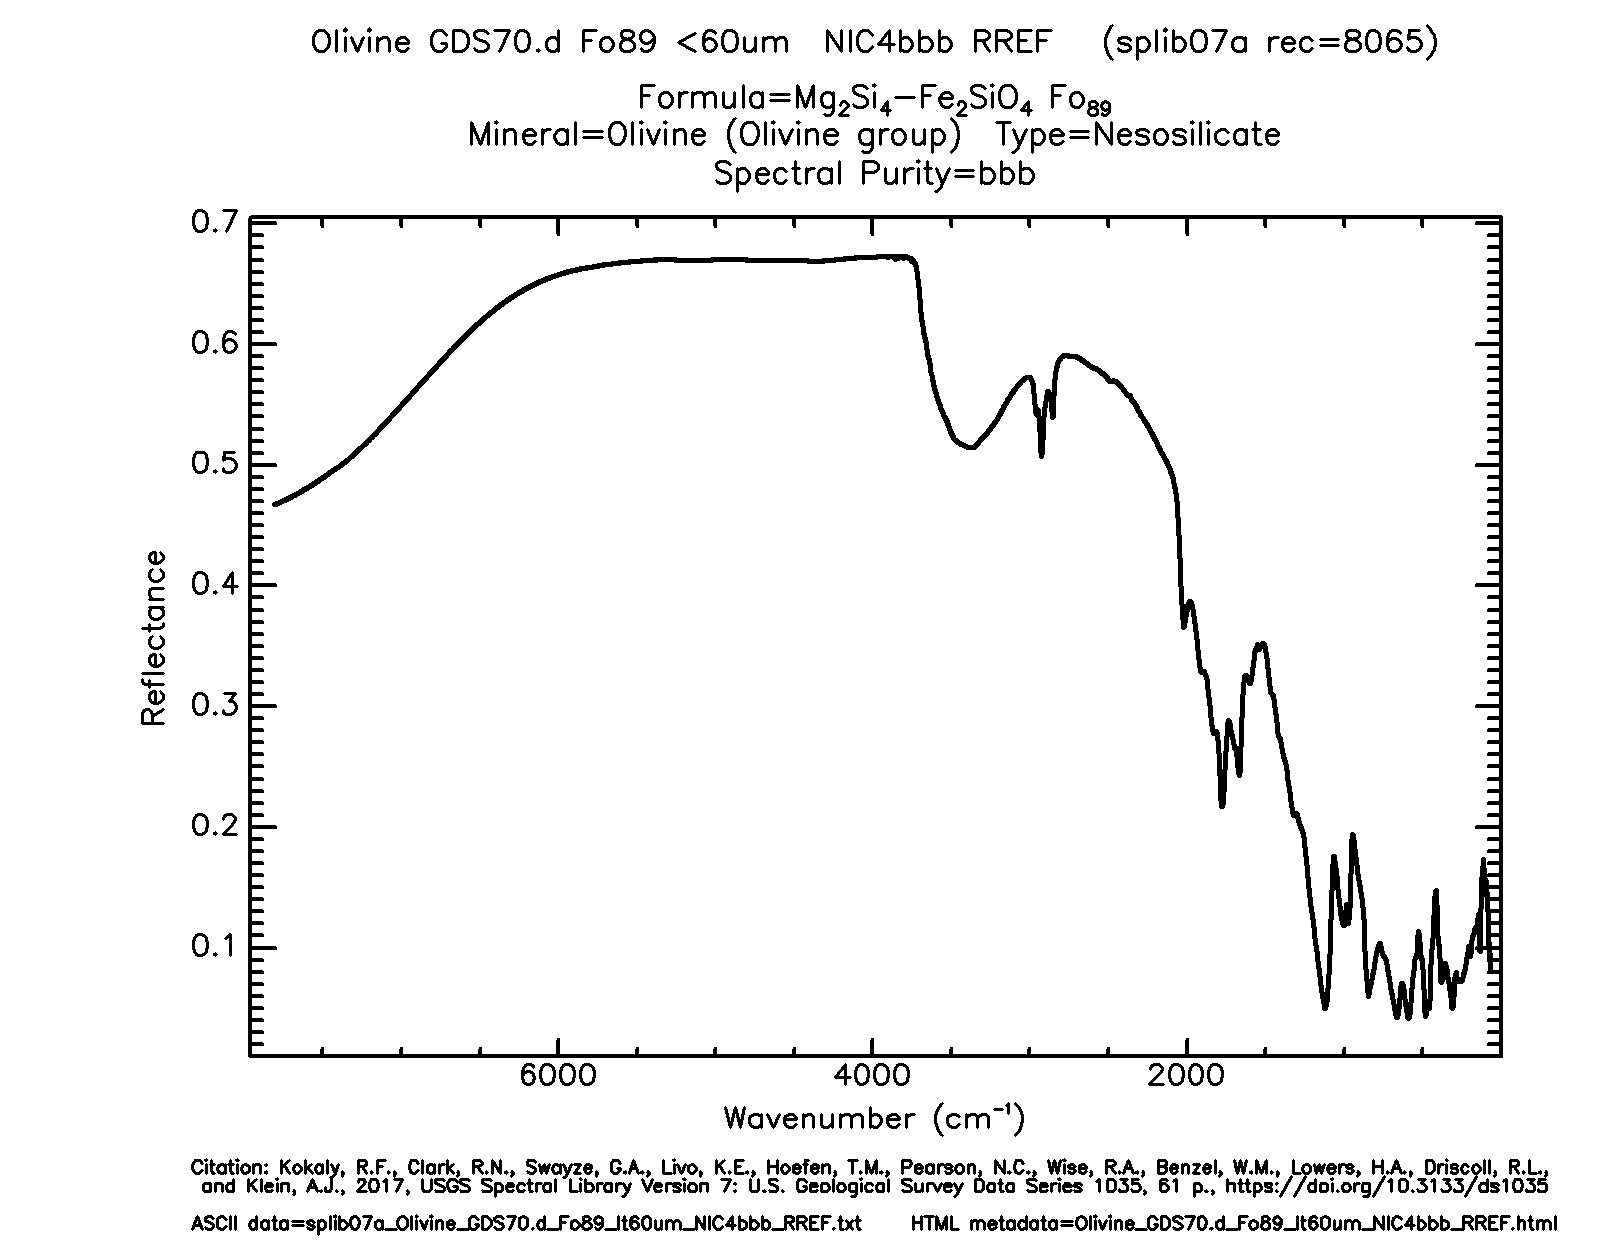 Olivine GDS70.d Fo89 <60um NIC4bbb RREF (splib07a rec=8065)
Formula=Mg₂Si₄−Fe₂SiO₄ Fo₈₉
Mineral=Olivine (Olivine group) Type=Nesosilicate
Spectral Purity=bbb
0.7
0.6
0.5
0.4
0.3
0.2
0.1
Reflectance
6000 4000 2000
Wavenumber (cm⁻¹)
Citation: Kokaly, R.F., Clark, R.N., Swayze, G.A., Livo, K.E., Hoefen, T.M., Pearson, N.C., Wise, R.A., Benzel, W.M., Lowers, H.A., Driscoll, R.L.,
and Klein, A.J., 2017, USGS Spectral Library Version 7: U.S. Geological Survey Data Series 1035, 61 p., https://doi.org/10.3133/ds1035
ASCII data=splib07a_Olivine_GDS70.d_Fo89_lt60um_NIC4bbb_RREF.txt HTML metadata=Olivine_GDS70.d_Fo89_lt60um_NIC4bbb_RREF.html